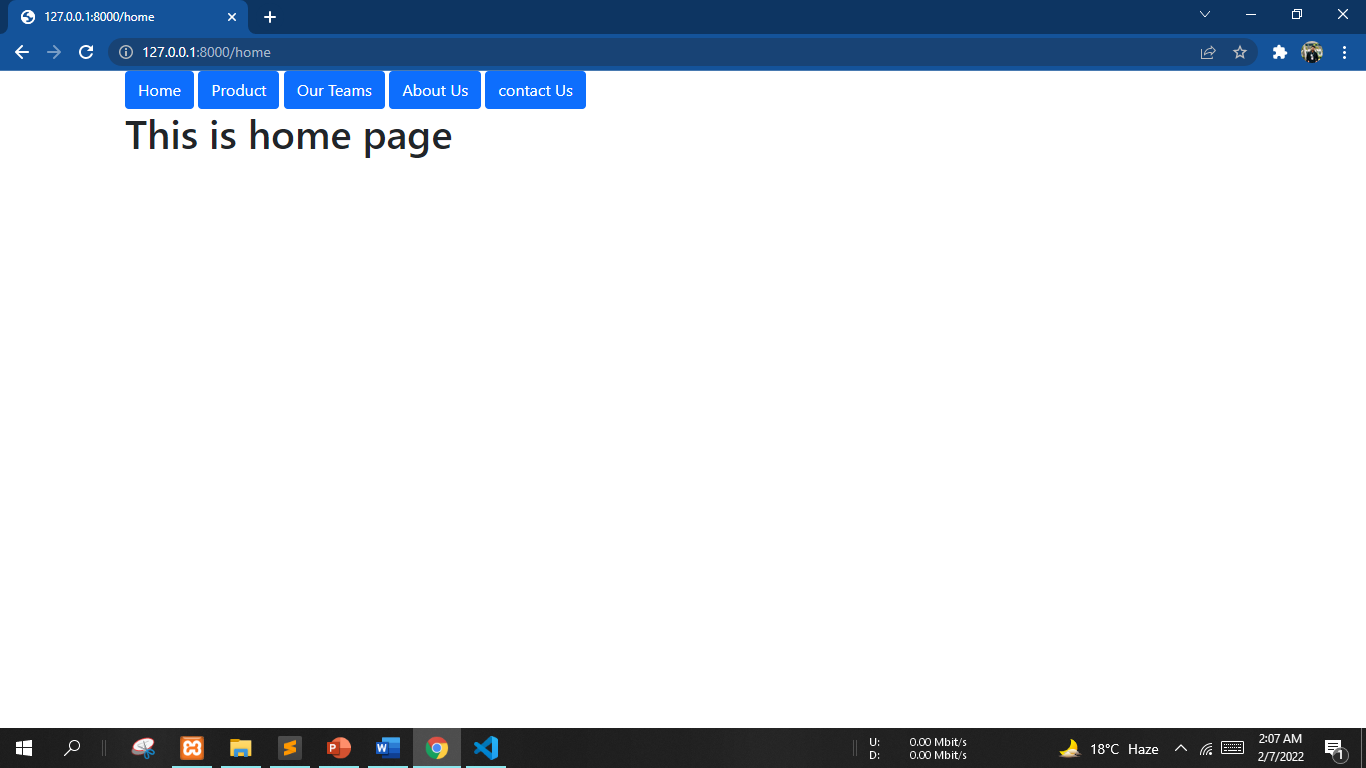 127.0.0.1:8000/home
127.0.0.1:8000/home
Home Product Our Teams About Us contact Us
This is home page
U: 0.00 Mbit/s
D: 0.00 Mbit/s
18°C Haze
2:07 AM
2/7/2022
1